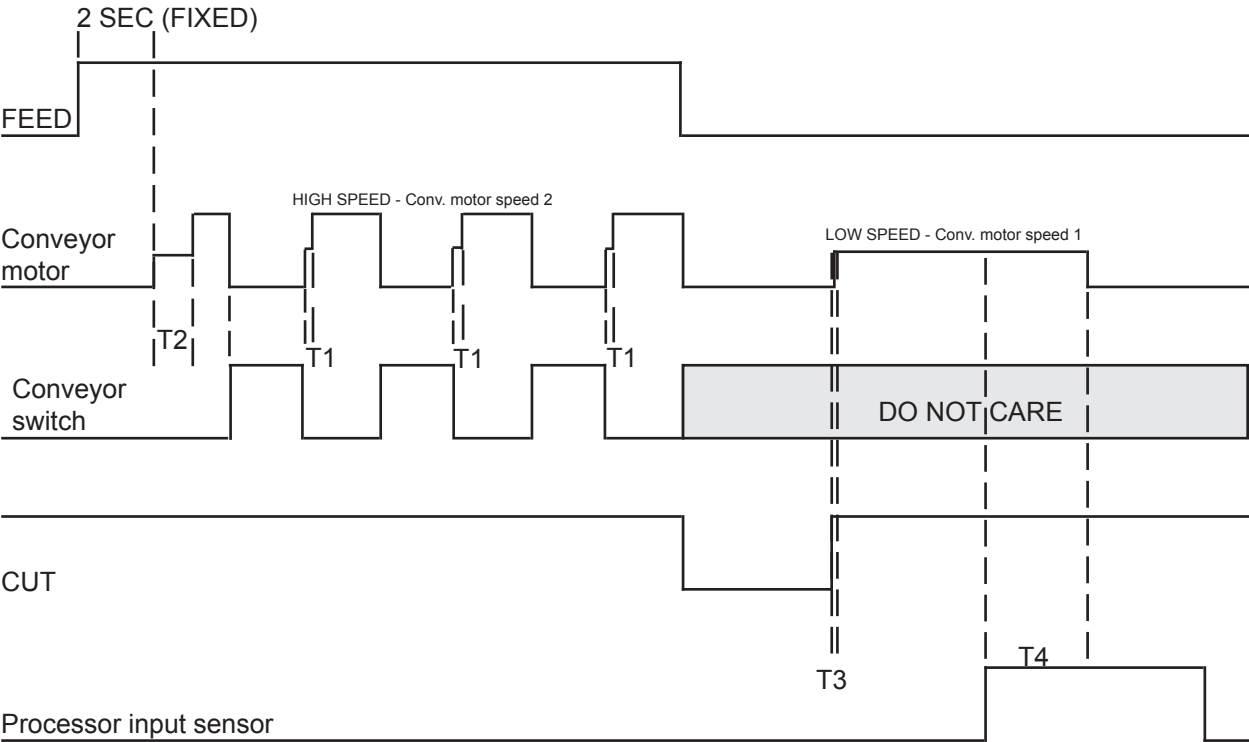 2 SEC (FIXED)
FEED
HIGH SPEED - Conv. motor speed 2
Conveyor
motor
LOW SPEED - Conv. motor speed 1
T2
T1
T1
T1
Conveyor
switch
DO NOT CARE
CUT
T3
T4
Processor input sensor